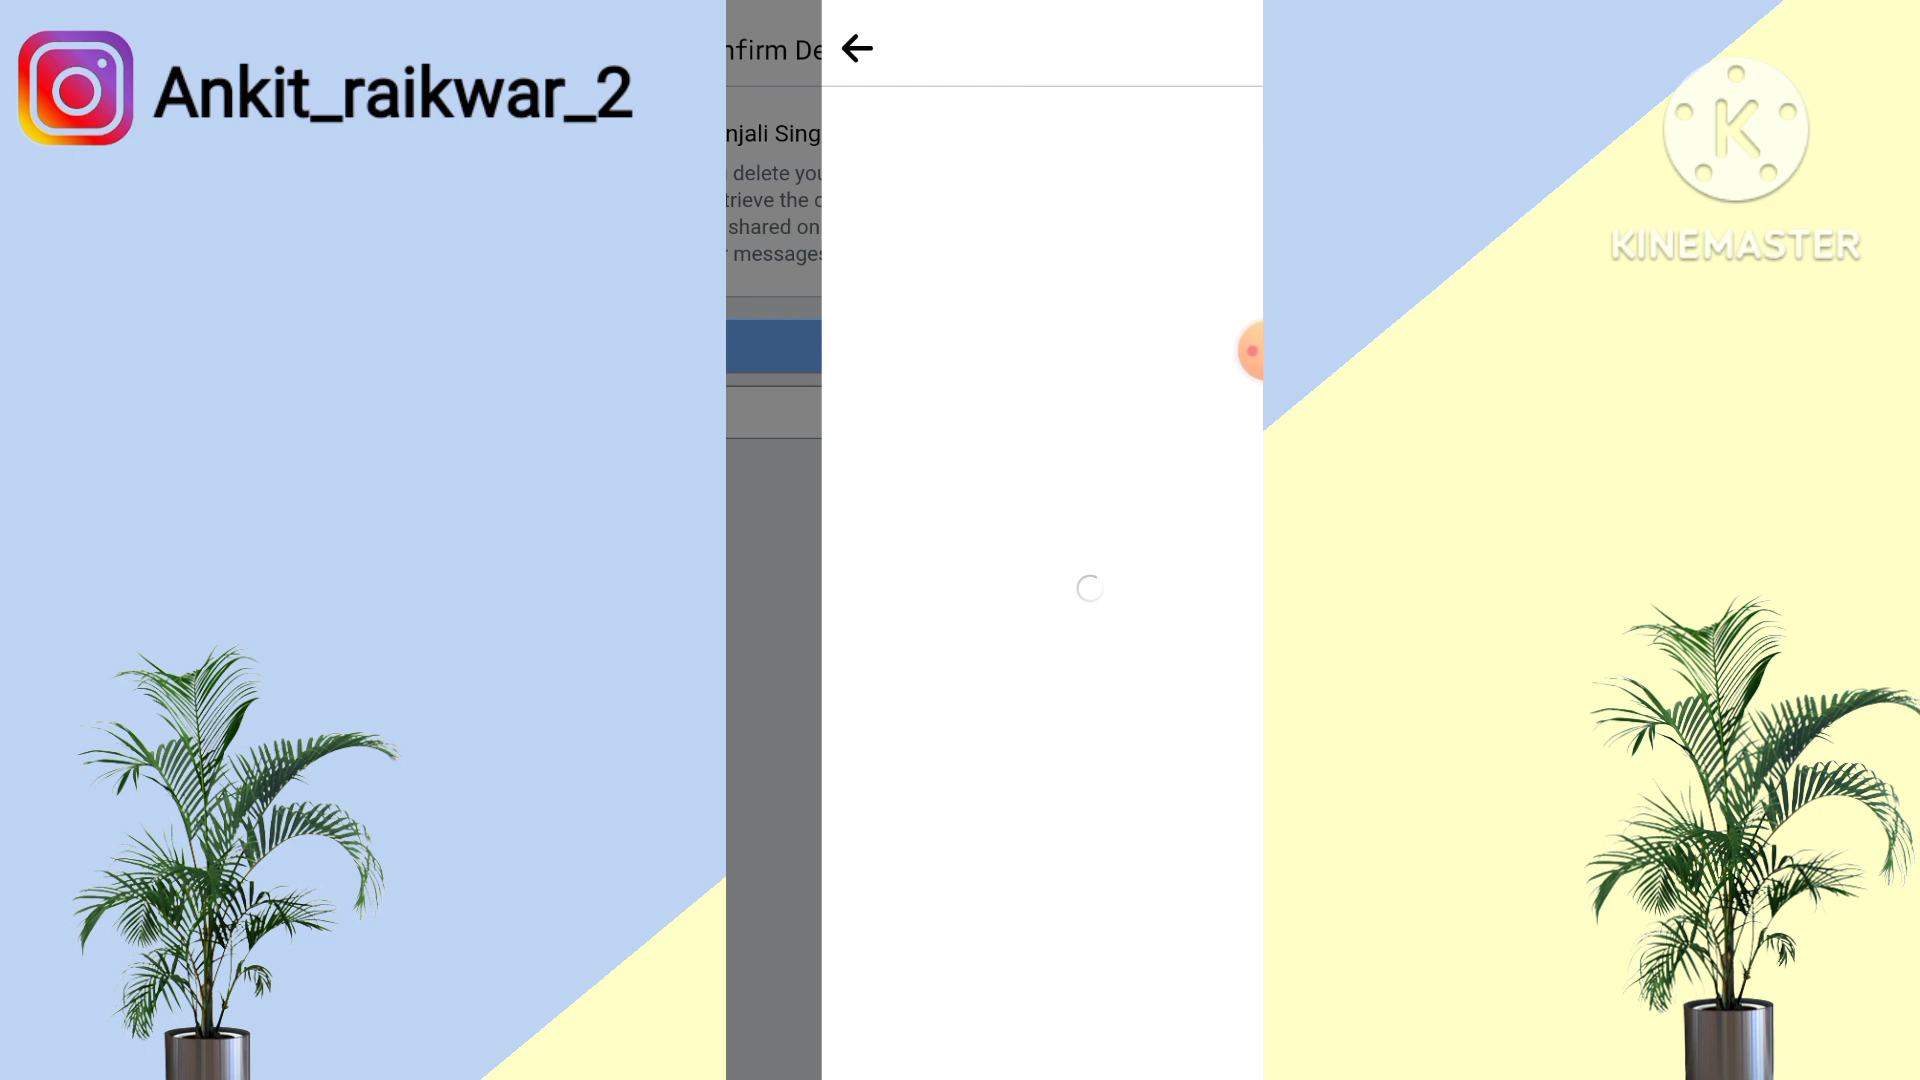 Ankit_raikwar_2
nfirm De
njali Sing
delete you
trieve the c
shared on
r messages
K
KINEMASTER